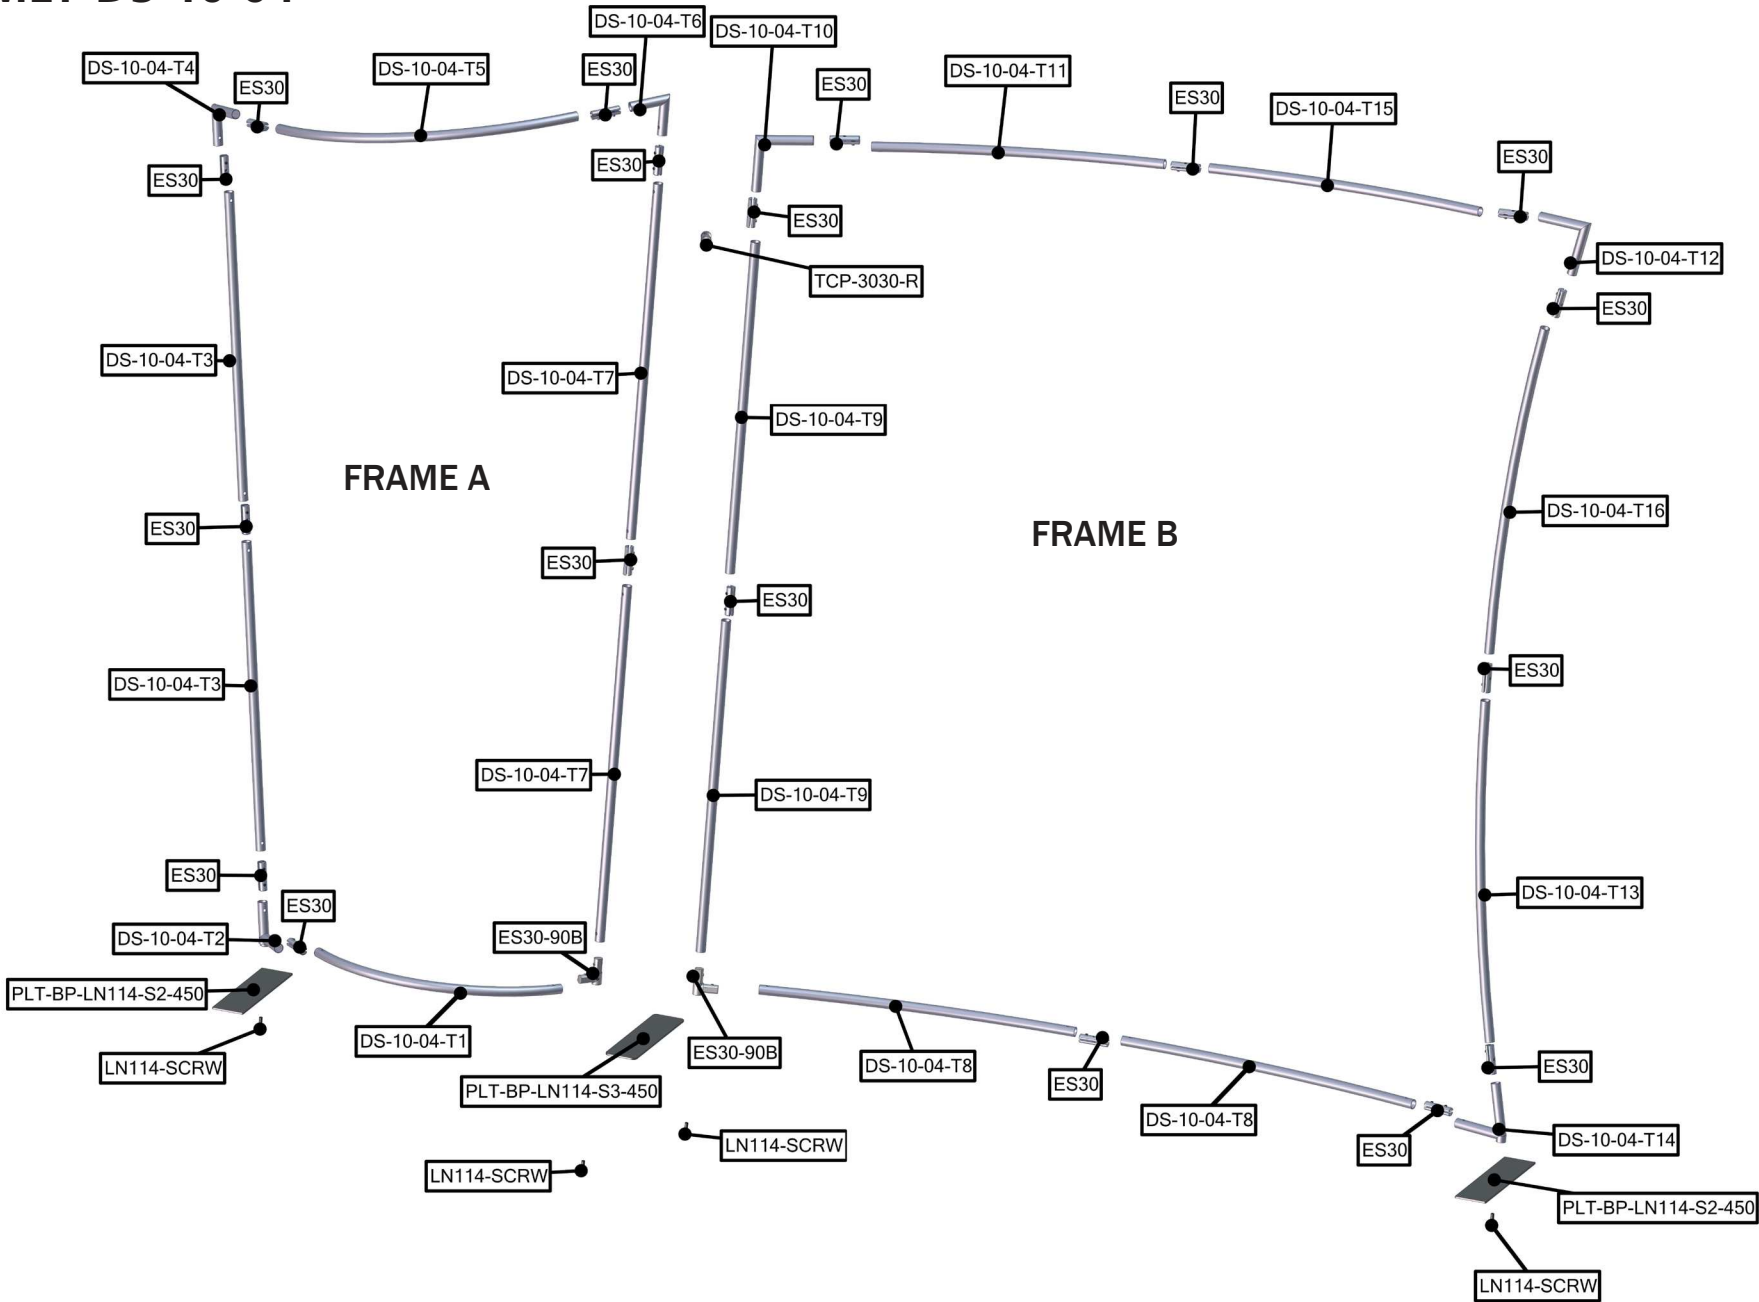 DS-10-04-T6
DS-10-04-T10
DS-10-04-T4
DS-10-04-T5
ES30
DS-10-04-T11
ES30
ES30
ES30
DS-10-04-T15
ES30
ES30
ES30
ES30
DS-10-04-T12
TCP-3030-R
ES30
DS-10-04-T3
DS-10-04-T7
DS-10-04-T9
FRAME A
DS-10-04-T16
ES30
FRAME B
ES30
ES30
ES30
DS-10-04-T3
DS-10-04-T7
DS-10-04-T9
ES30
DS-10-04-T13
ES30
DS-10-04-T2
ES30-90B
PLT-BP-LN114-S2-450
DS-10-04-T1
ES30-90B
LN114-SCRW
DS-10-04-T8
ES30
ES30
PLT-BP-LN114-S3-450
DS-10-04-T8
LN114-SCRW
DS-10-04-T14
ES30
LN114-SCRW
PLT-BP-LN114-S2-450
LN114-SCRW